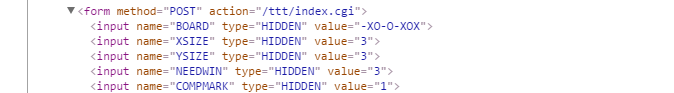 ▼<form method="POST" action="/ttt/index.cgi">
<input name="BOARD" type="HIDDEN" value="-XO-O-XOX">
<input name="XSIZE" type="HIDDEN" value="3">
<input name="YSIZE" type="HIDDEN" value="3">
<input name="NEEDWIN" type="HIDDEN" value="3">
<input name="COMPMARK" type="HIDDEN" value="1">